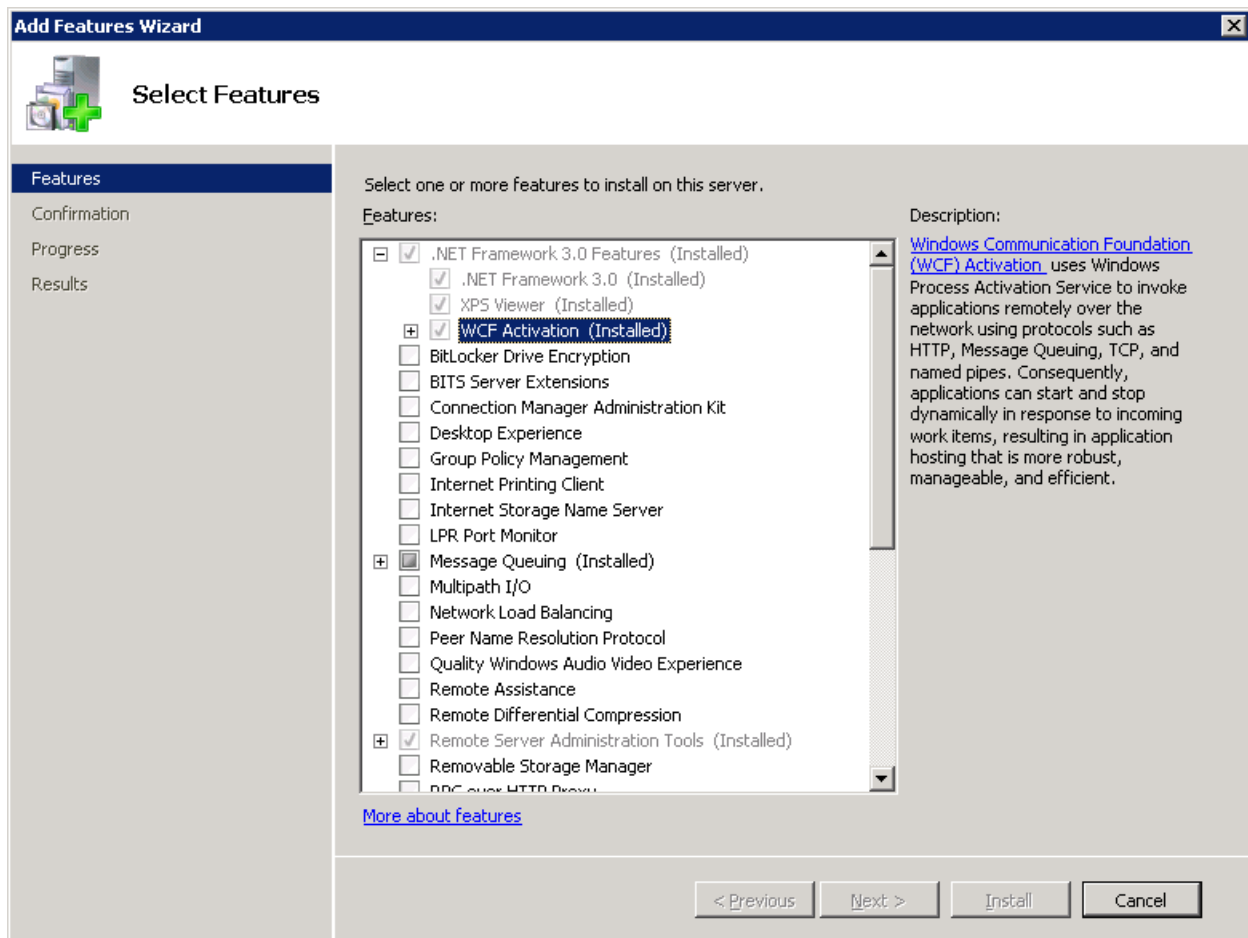 Add Features Wizard
Select Features
Features
Confirmation
Progress
Results
Select one or more features to install on this server.
Features:
.NET Framework 3.0 Features (Installed)
.NET Framework 3.0 (Installed)
XPS Viewer (Installed)
WCF Activation (Installed)
BitLocker Drive Encryption
BITS Server Extensions
Connection Manager Administration Kit
Desktop Experience
Group Policy Management
Internet Printing Client
Internet Storage Name Server
LPR Port Monitor
Message Queuing (Installed)
Multipath I/O
Network Load Balancing
Peer Name Resolution Protocol
Quality Windows Audio Video Experience
Remote Assistance
Remote Differential Compression
Remote Server Administration Tools (Installed)
Removable Storage Manager
RPC over HTTP Proxy
More about features
Description:
Windows Communication Foundation
(WCF) Activation uses Windows
Process Activation Service to invoke
applications remotely over the
network using protocols such as
HTTP, Message Queuing, TCP, and
named pipes. Consequently,
applications can start and stop
dynamically in response to incoming
work items, resulting in application
hosting that is more robust,
manageable, and efficient.
< Previous
Next >
Install
Cancel